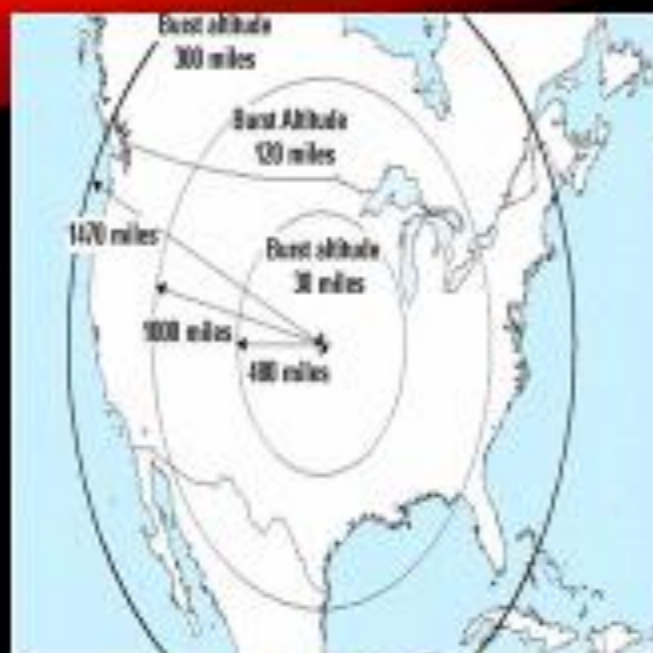 Burst altitude
300 miles
Burst Altitude
120 miles
1470 miles
Burst altitude
30 miles
1000 miles
480 miles